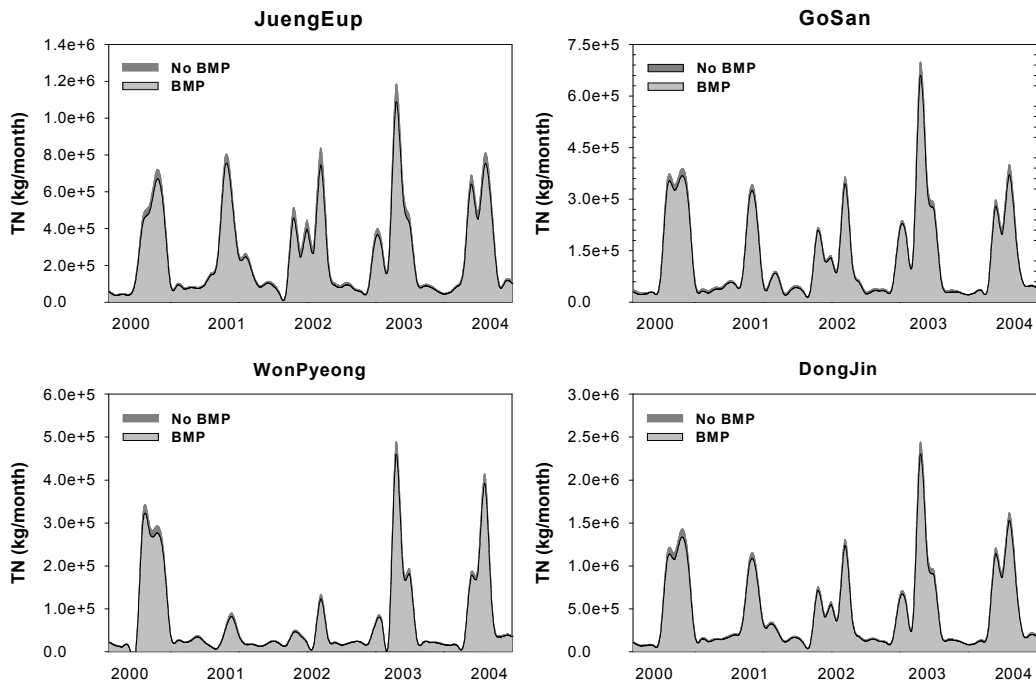 JuengEup
TN (kg/month)
1.4e+6
1.2e+6
1.0e+6
8.0e+5
6.0e+5
4.0e+5
2.0e+5
0.0
No BMP
BMP
2000 2001 2002 2003 2004
GoSan
TN (kg/month)
7.5e+5
6.0e+5
4.5e+5
3.0e+5
1.5e+5
0.0
No BMP
BMP
2000 2001 2002 2003 2004
WonPyeong
TN (kg/month)
6.0e+5
5.0e+5
4.0e+5
3.0e+5
2.0e+5
1.0e+5
0.0
No BMP
BMP
2000 2001 2002 2003 2004
DongJin
TN (kg/month)
3.0e+6
2.5e+6
2.0e+6
1.5e+6
1.0e+6
5.0e+5
0.0
No BMP
BMP
2000 2001 2002 2003 2004